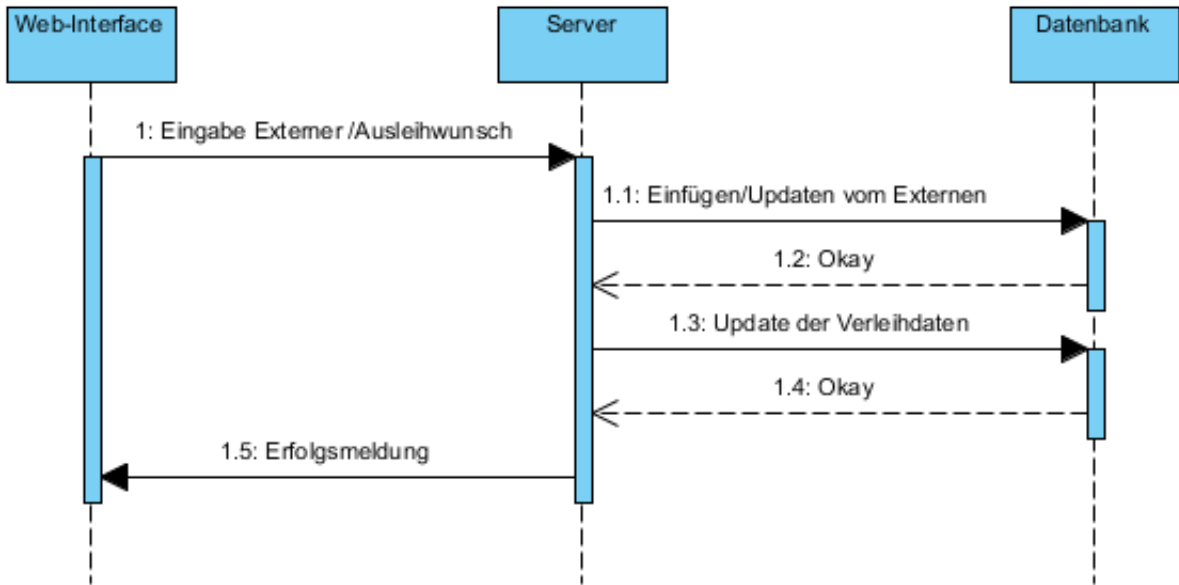 Web-Interface
Server
Datenbank
1: Eingabe Externer /Ausleihwunsch
1.1: Einfügen/Updaten vom Externen
1.2: Okay
1.3: Update der Verleihdaten
1.4: Okay
1.5: Erfolgsmeldung